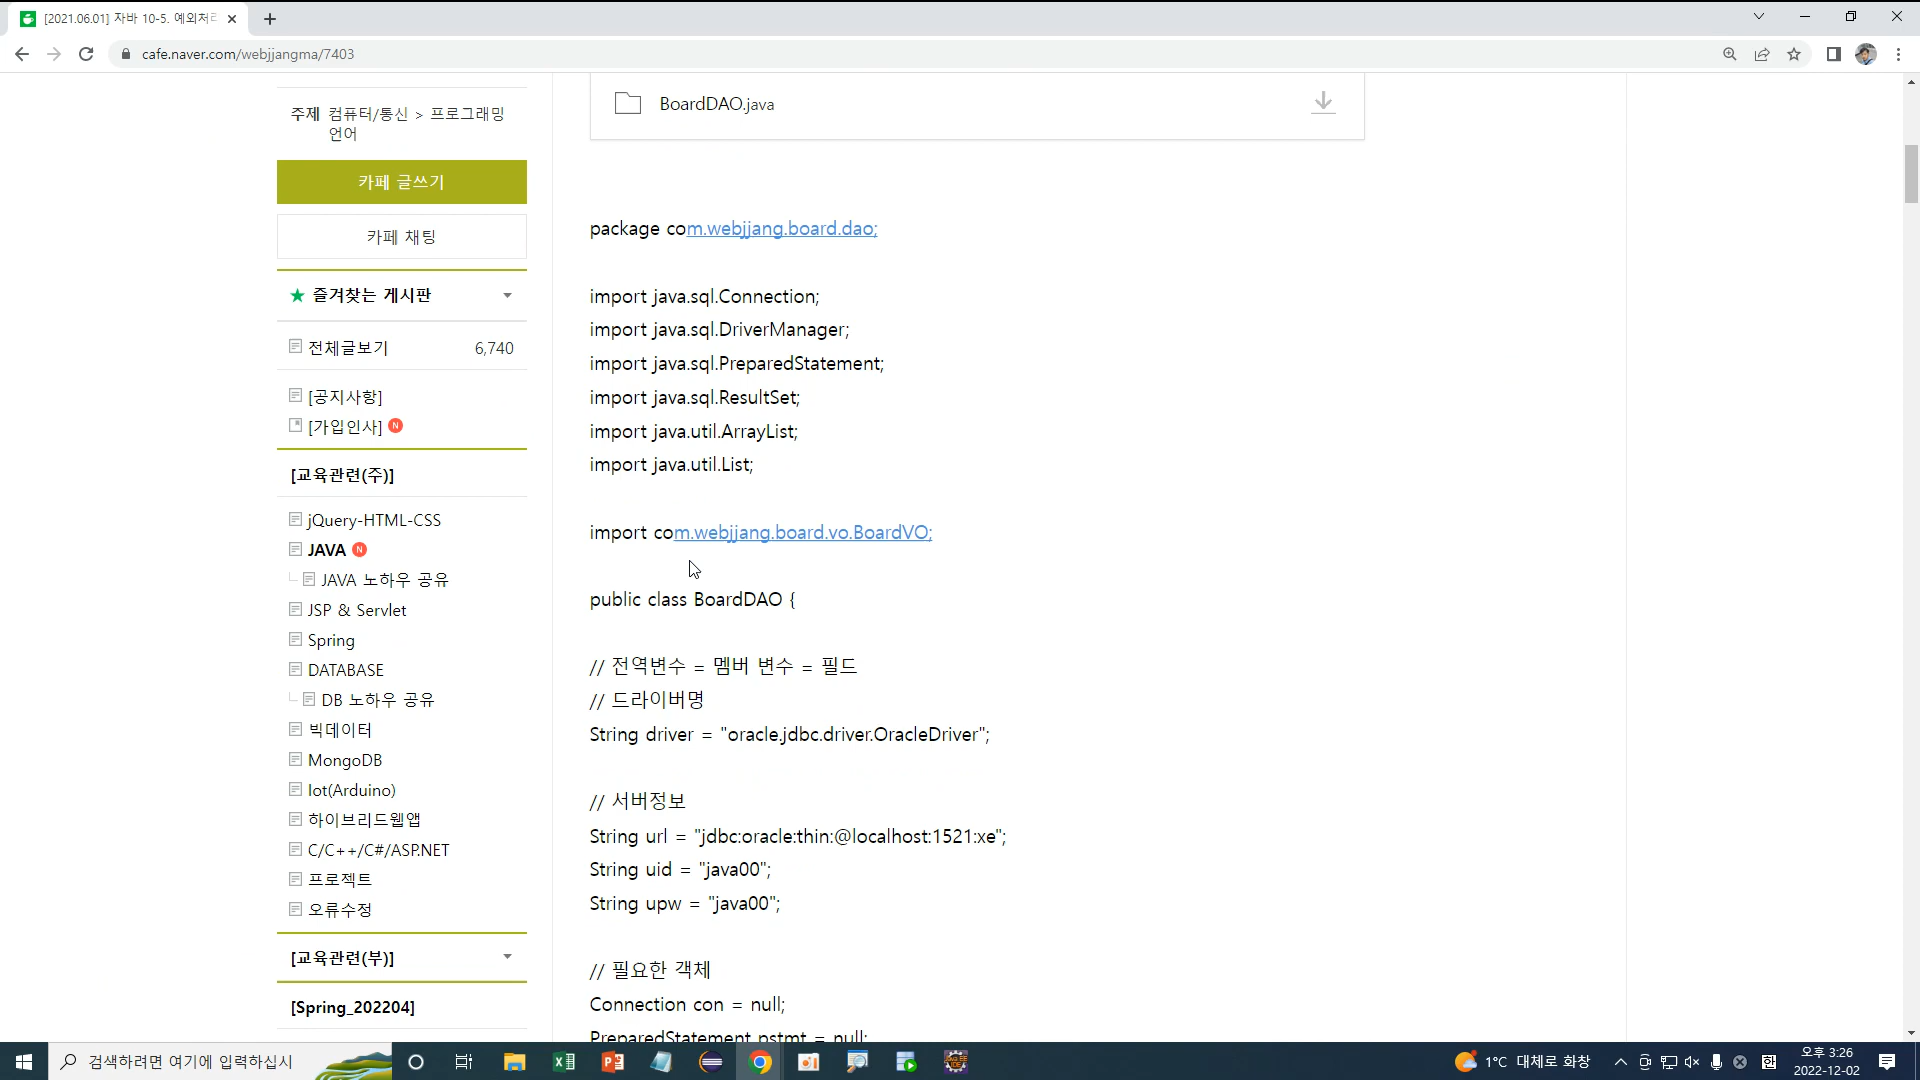 [2021.06.01] 자바 10-5. 예외처리
cafe.naver.com/webjjangma/7403
주제 컴퓨터/통신 > 프로그래밍
언어
카페 글쓰기
카페 채팅
★ 즐겨찾는 게시판
전체글보기 6,740
[공지사항]
[가입인사] N
[교육관련(주)]
jQuery-HTML-CSS
JAVA N
JAVA 노하우 공유
JSP & Servlet
Spring
DATABASE
DB 노하우 공유
빅데이터
MongoDB
Iot(Arduino)
하이브리드웹앱
C/C++/C#/ASP.NET
프로젝트
오류수정
[교육관련(부)]
[Spring_202204]
BoardDAO.java
package com.webjjang.board.dao;
import java.sql.Connection;
import java.sql.DriverManager;
import java.sql.PreparedStatement;
import java.sql.ResultSet;
import java.util.ArrayList;
import java.util.List;
import com.webjjang.board.vo.BoardVO;
public class BoardDAO {
// 전역변수 = 멤버 변수 = 필드
// 드라이버명
String driver = "oracle.jdbc.driver.OracleDriver";
// 서버정보
String url = "jdbc:oracle:thin:@localhost:1521:xe";
String uid = "java00";
String upw = "java00";
// 필요한 객체
Connection con = null;
PreparedStatement pstmt = null;
검색하려면 여기에 입력하십시
1°C 대체로 화창
오후 3:26
2022-12-02